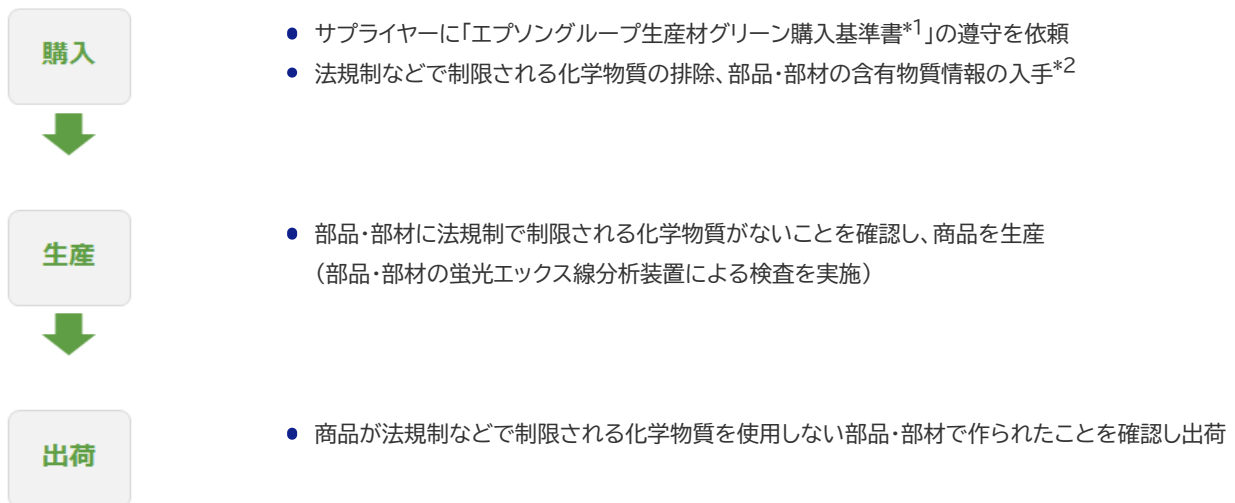 購入
サプライヤーに「エプソングループ生産材グリーン購入基準書*1」の遵守を依頼
法規制などで制限される化学物質の排除、部品・部材の含有物質情報の入手*2
生産
部品・部材に法規制で制限される化学物質がないことを確認し、商品を生産
（部品・部材の蛍光エックス線分析装置による検査を実施）
出荷
商品が法規制などで制限される化学物質を使用しない部品・部材で作られたことを確認し出荷